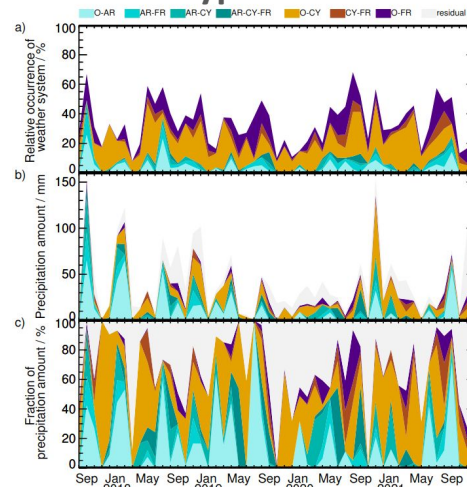 O-AR AR-FR AR-CY AR-CY-FR O-CY CY-FR O-FR residual
a)
Relative occurrence of
weather system / %
100
80
60
40
20
0
b)
Precipitation amount / mm
150
100
50
0
c)
Fraction of
precipitation amount / %
100
80
60
40
20
0
Sep Jan May Sep Jan May Sep Jan May Sep Jan May Sep